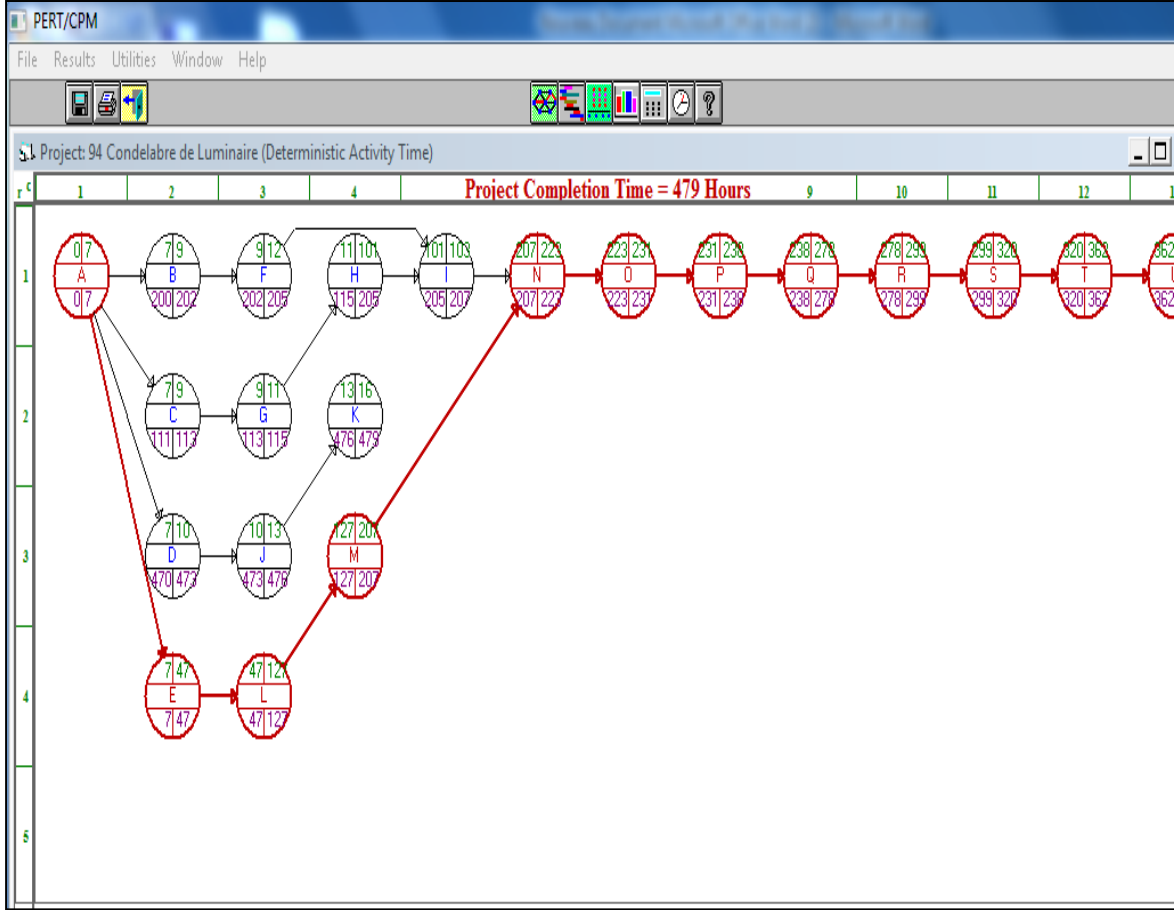 PERT/CPM
File Results Utilities Window Help
Project: 94 Condelabre de Luminaire (Deterministic Activity Time)
r c 1 2 3 4 Project Completion Time = 479 Hours 9 10 11 12 1
0 7 7 9 9 12 11 101 101 103 207 223 223 231 231 238 238 278 278 299 299 320 320 362 362
1 A B F H I N O P Q R S T
0 7 200 202 202 205 115 205 205 207 207 223 223 231 231 238 238 278 278 299 299 320 320 362 362
7 9 9 11 13 16
2 C G K
111 113 113 115 476 479
7 10 10 13 127 207
3 D J M
470 473 473 476 127 207
7 47 47 127
4 E L
7 47 47 127
5